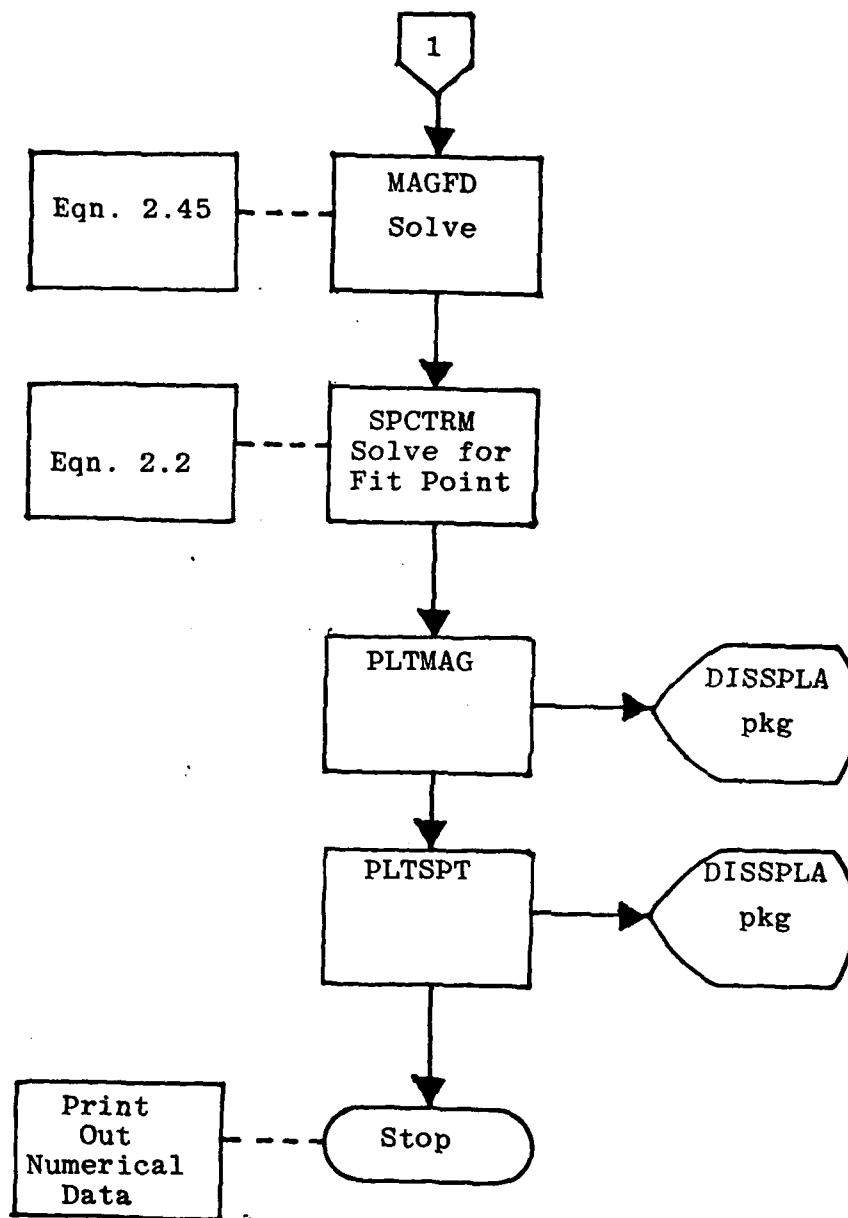 1
Eqn. 2.45
MAGFD
Solve
Eqn. 2.2
SPCTRM
Solve for
Fit Point
PLTMAG
DISSPLA
pkg
PLTSPT
DISSPLA
pkg
Print
Out
Numerical
Data
Stop